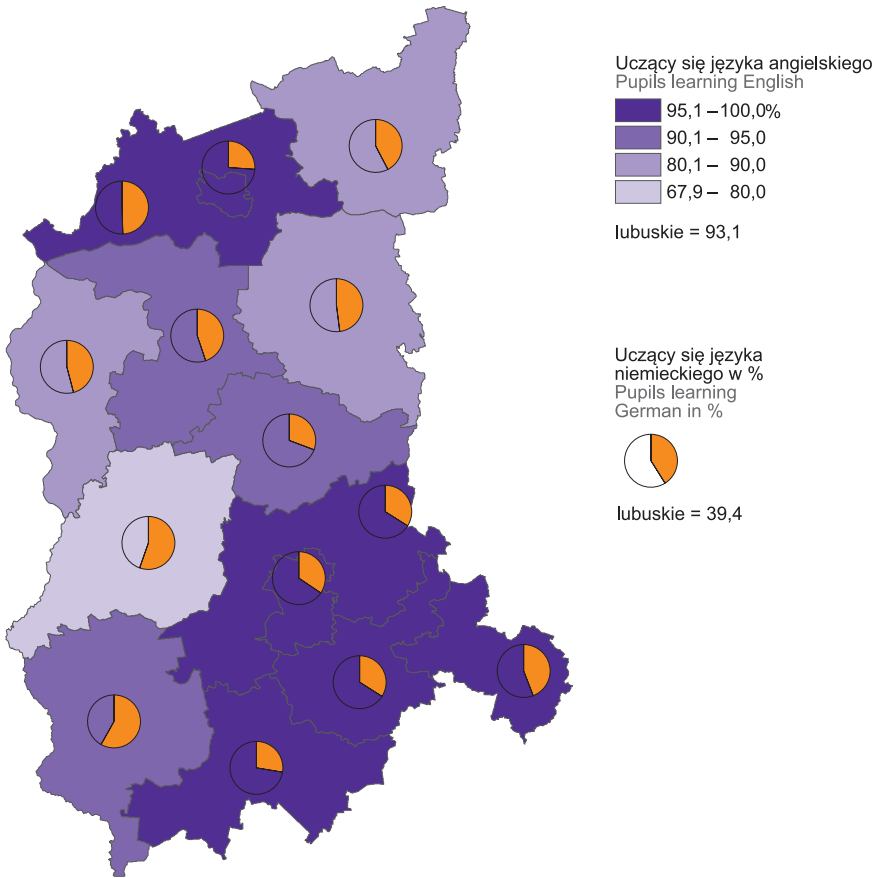 Uczący się języka angielskiego
Pupils learning English
95,1 – 100,0%
90,1 – 95,0
80,1 – 90,0
67,9 – 80,0
lubuskie = 93,1
Uczący się języka
niemieckiego w %
Pupils learning
German in %
lubuskie = 39,4